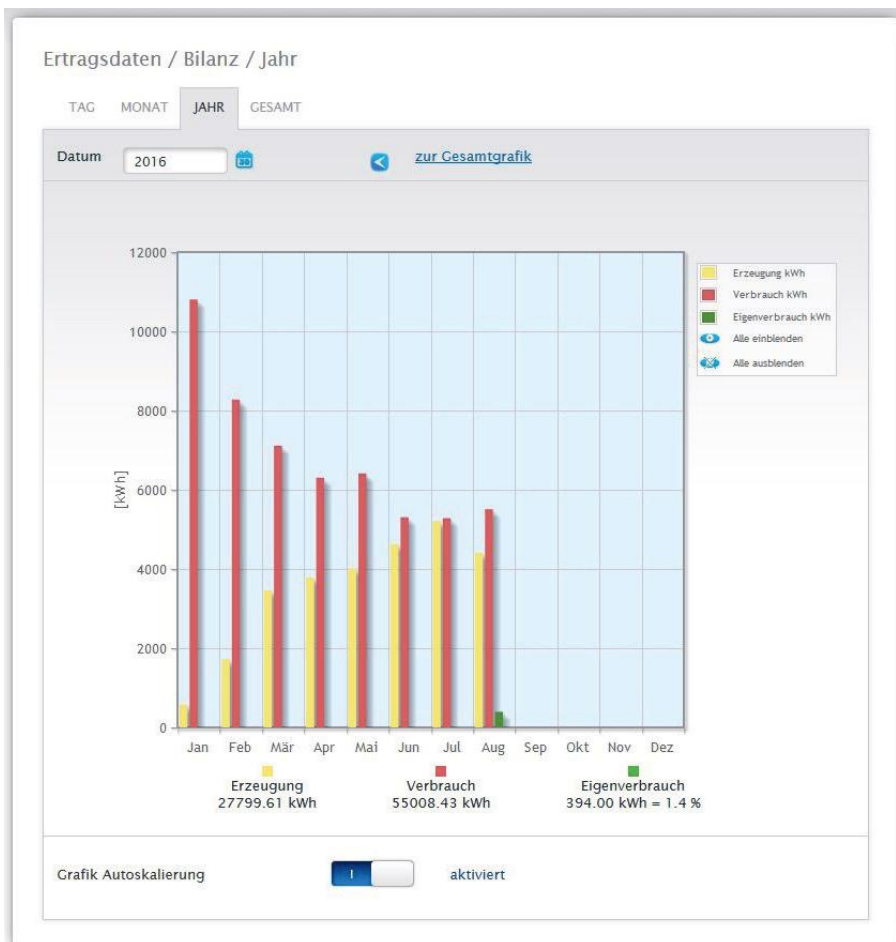 Ertragsdaten / Bilanz / Jahr
TAG MONAT JAHR GESAMT
Datum 2016 30 zur Gesamtgrafik
12000
10000
8000
6000
4000
2000
0
[kWh]
Erzeugung kWh
Verbrauch kWh
Eigenverbrauch kWh
Alle einblenden
Alle ausblenden
Jan Feb Mär Apr Mai Jun Jul Aug Sep Okt Nov Dez
Erzeugung Verbrauch Eigenverbrauch
27799.61 kWh 55008.43 kWh 394.00 kWh = 1.4 %
Grafik Autoskalierung I aktiviert